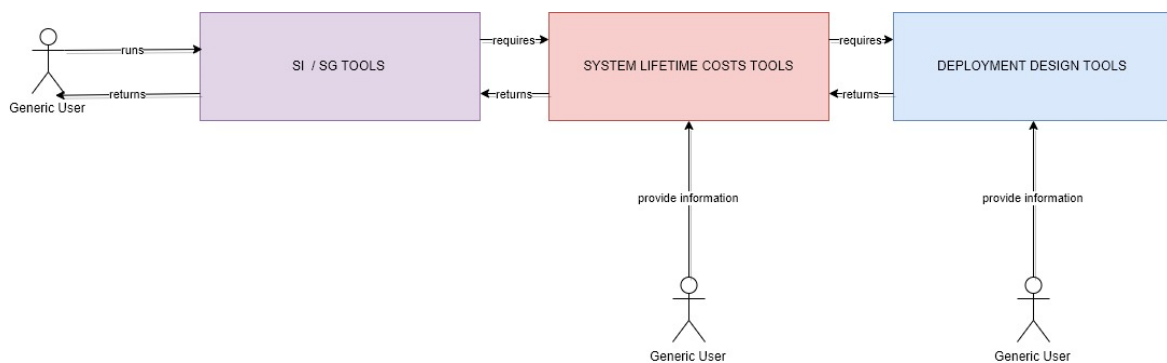 runs
requires
requires
SI / SG TOOLS
SYSTEM LIFETIME COSTS TOOLS
DEPLOYMENT DESIGN TOOLS
returns
returns
returns
Generic User
provide information
provide information
Generic User
Generic User